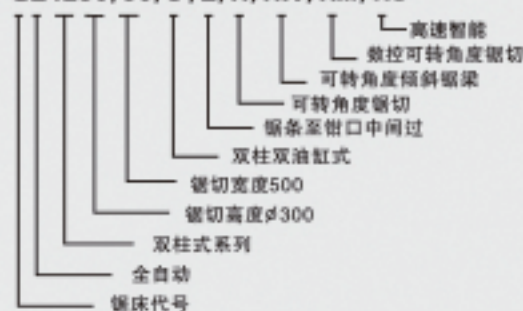 高速智能
数控可转角度锯切
可转角度倾斜锯梁
可转角度锯切
锯条至钳口中间过
双柱双油缸式
锯切宽度500
锯切高度ø300
双柱式系列
全自动
锯床代号